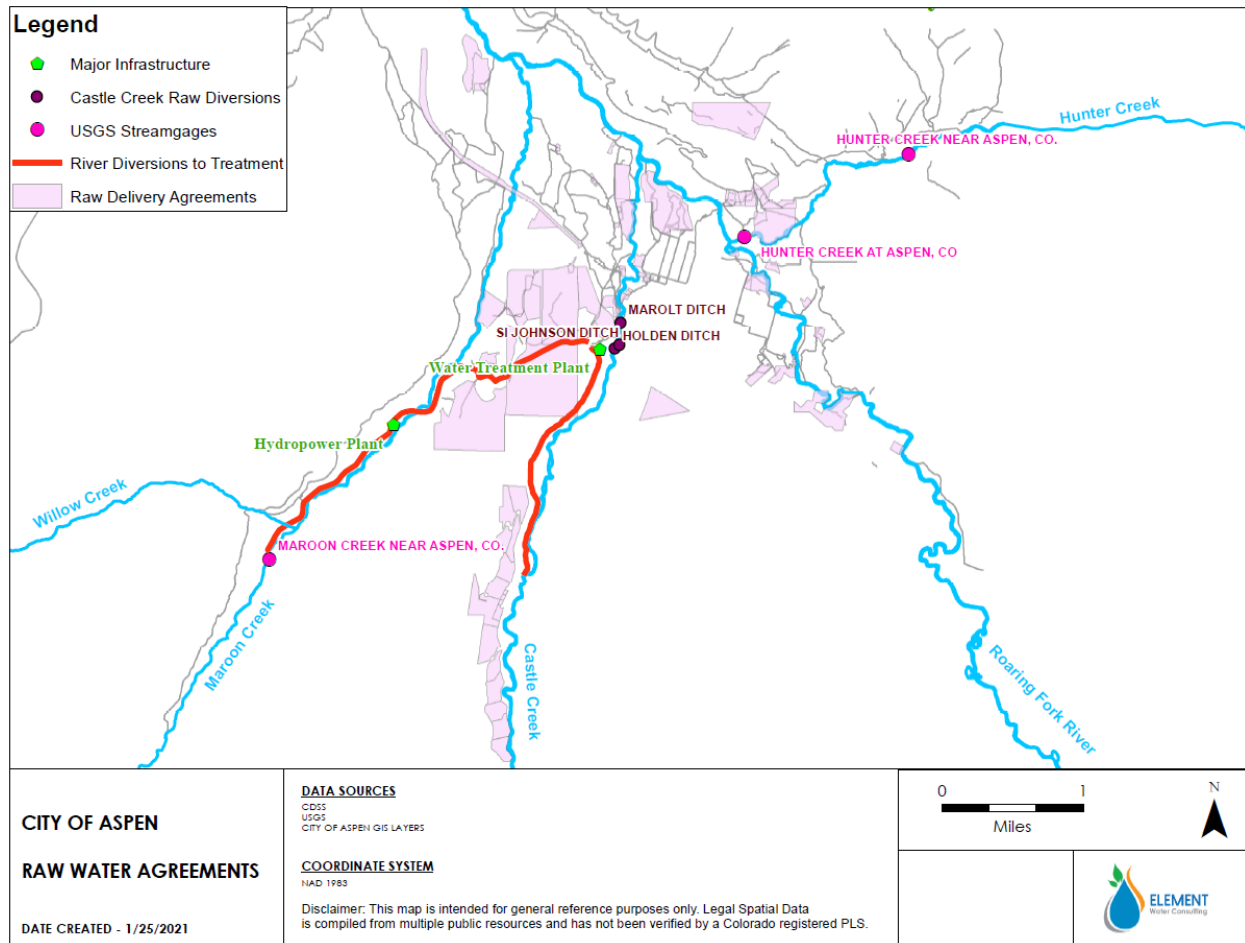 Legend
Major Infrastructure
Castle Creek Raw Diversions
USGS Streamgages
River Diversions to Treatment
Raw Delivery Agreements
Hunter Creek
HUNTER CREEK NEAR ASPEN, CO.
HUNTER CREEK AT ASPEN, CO
MAROLT DITCH
SI JOHNSON DITCH
HOLDEN DITCH
Water Treatment Plant
Hydropower Plant
Willow Creek
MAROON CREEK NEAR ASPEN, CO.
Maroon Creek
Castle Creek
Roaring Fork River
CITY OF ASPEN
RAW WATER AGREEMENTS
DATE CREATED - 1/25/2021
DATA SOURCES
CDSS
USGS
CITY OF ASPEN GIS LAYERS
COORDINATE SYSTEM
NAD 1983
Disclaimer: This map is intended for general reference purposes only. Legal Spatial Data
is compiled from multiple public resources and has not been verified by a Colorado registered PLS.
0 1
Miles
N
ELEMENT
Water Consulting